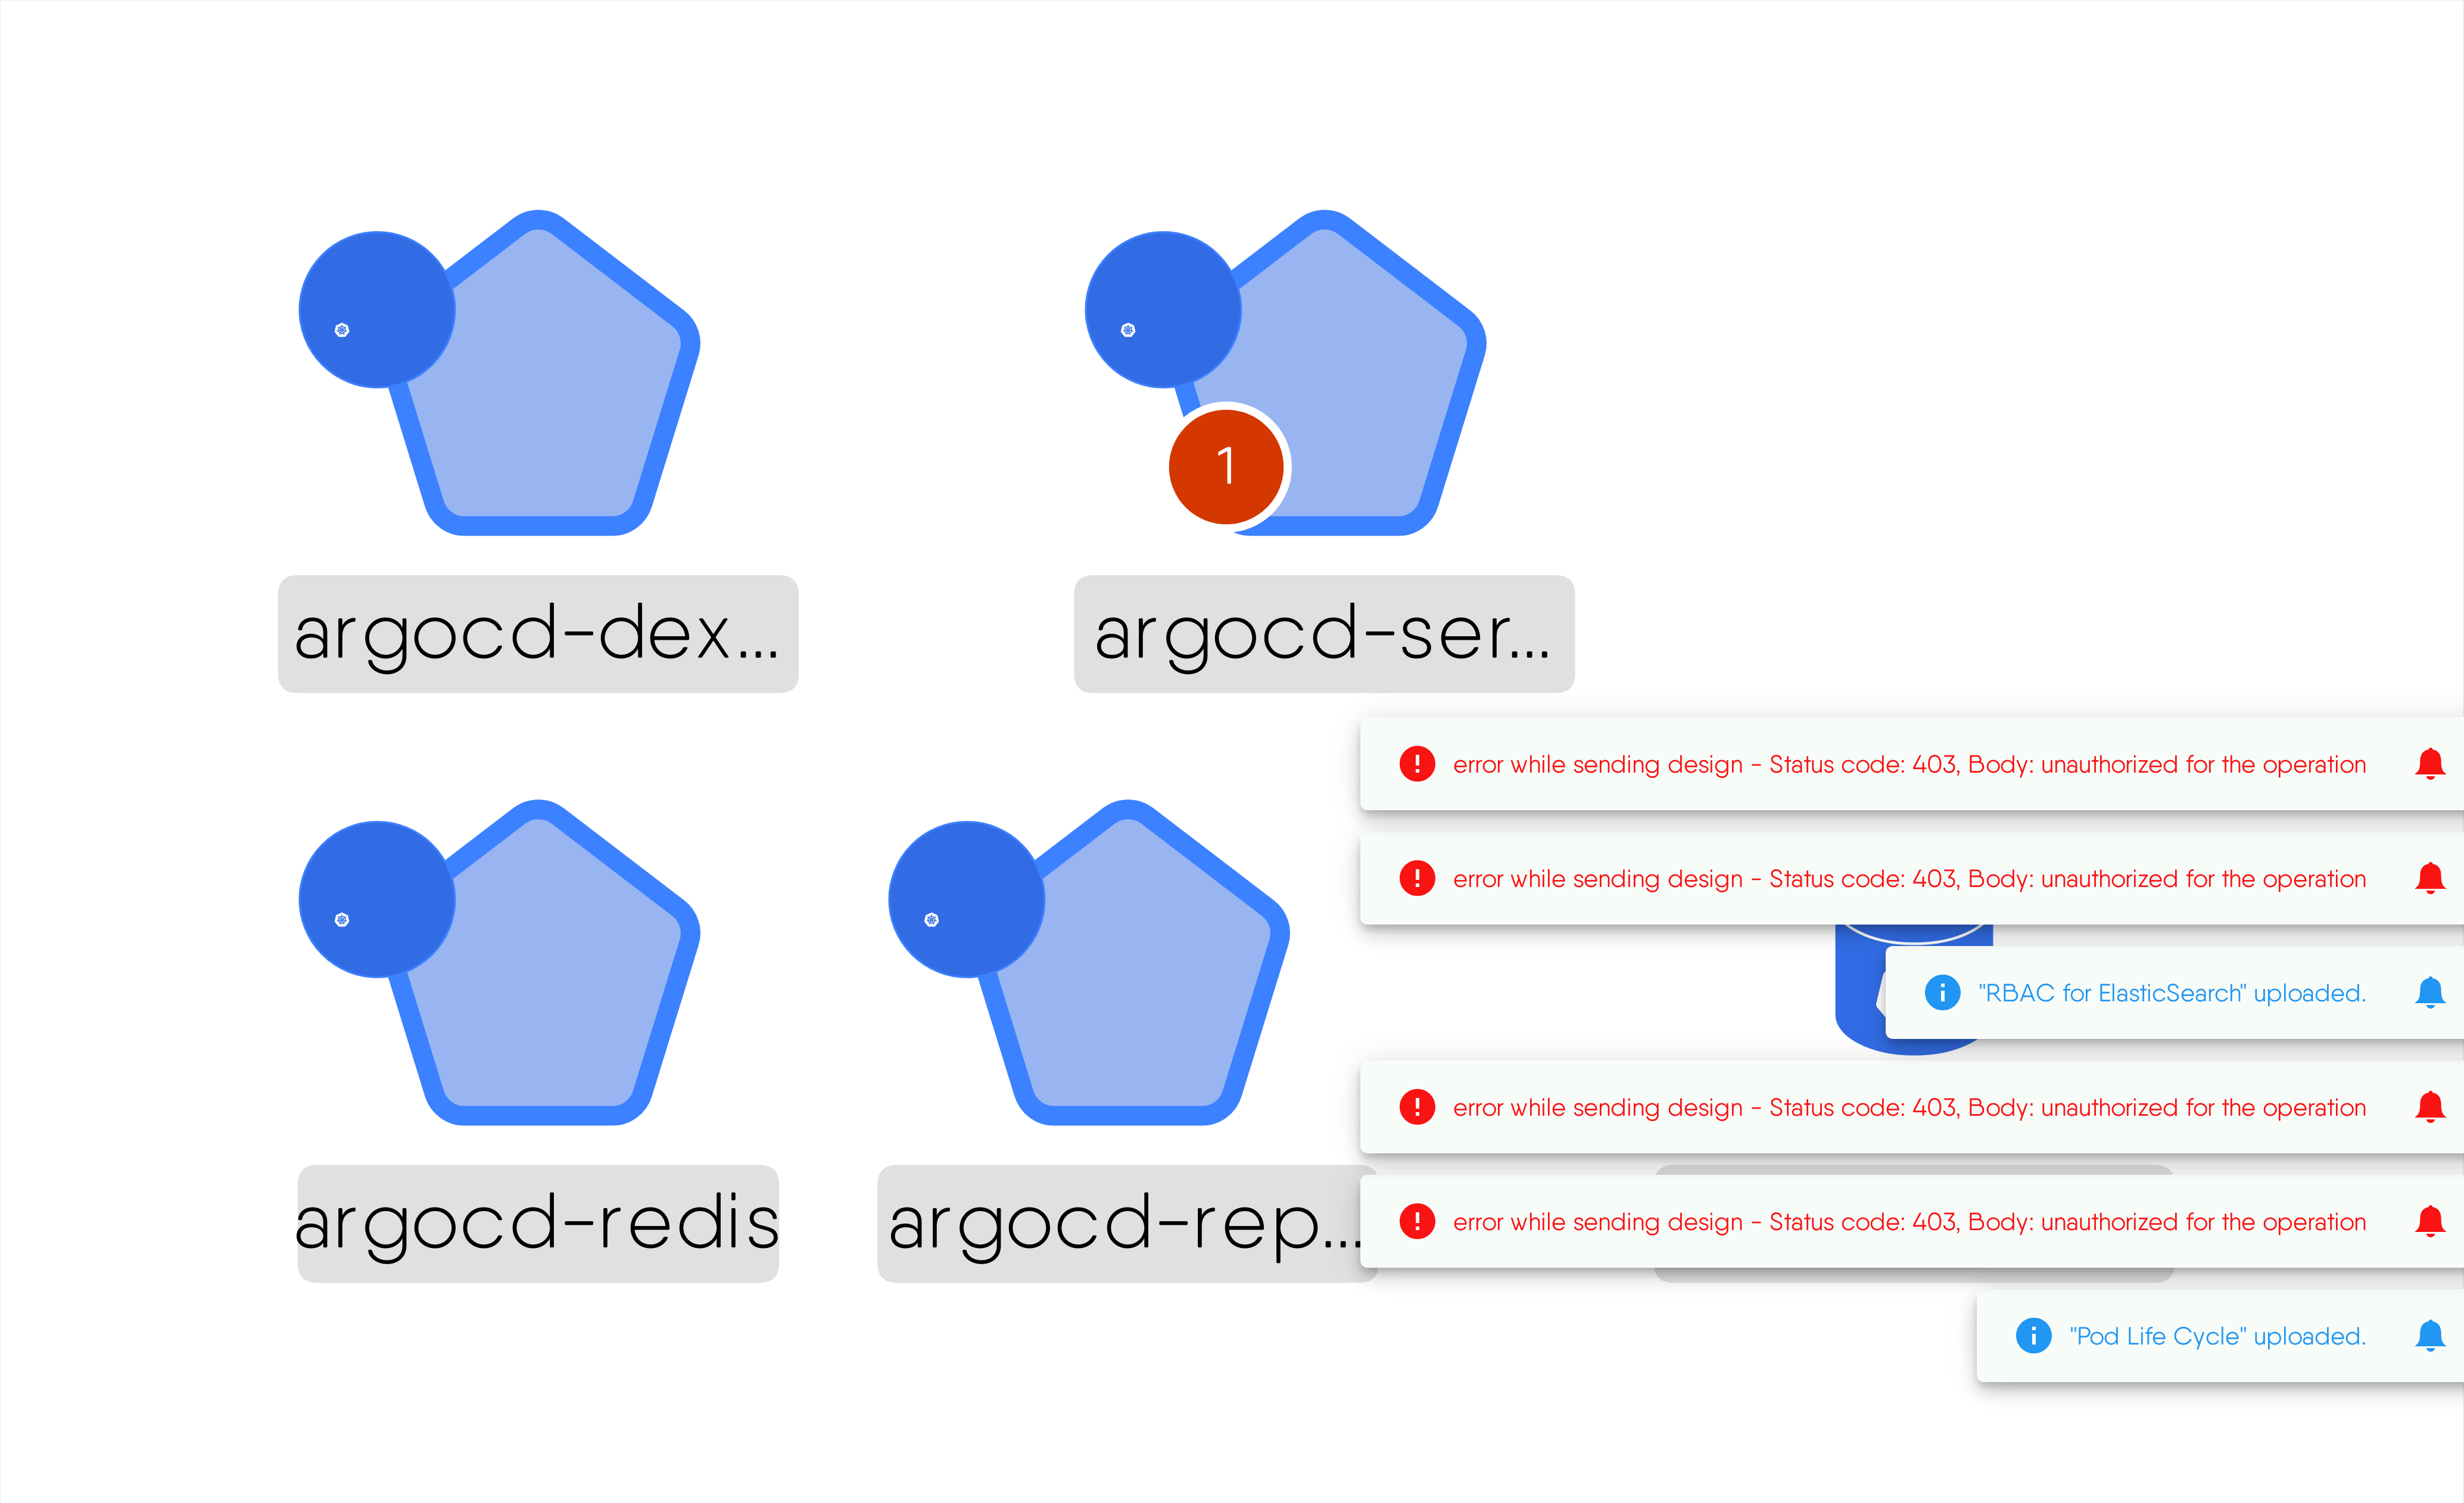 1
argocd-dex...
argocd-ser...
error while sending design - Status code: 403, Body: unauthorized for the operation
error while sending design - Status code: 403, Body: unauthorized for the operation
"RBAC for ElasticSearch" uploaded.
error while sending design - Status code: 403, Body: unauthorized for the operation
argocd-redis
argocd-rep...
error while sending design - Status code: 403, Body: unauthorized for the operation
"Pod Life Cycle" uploaded.